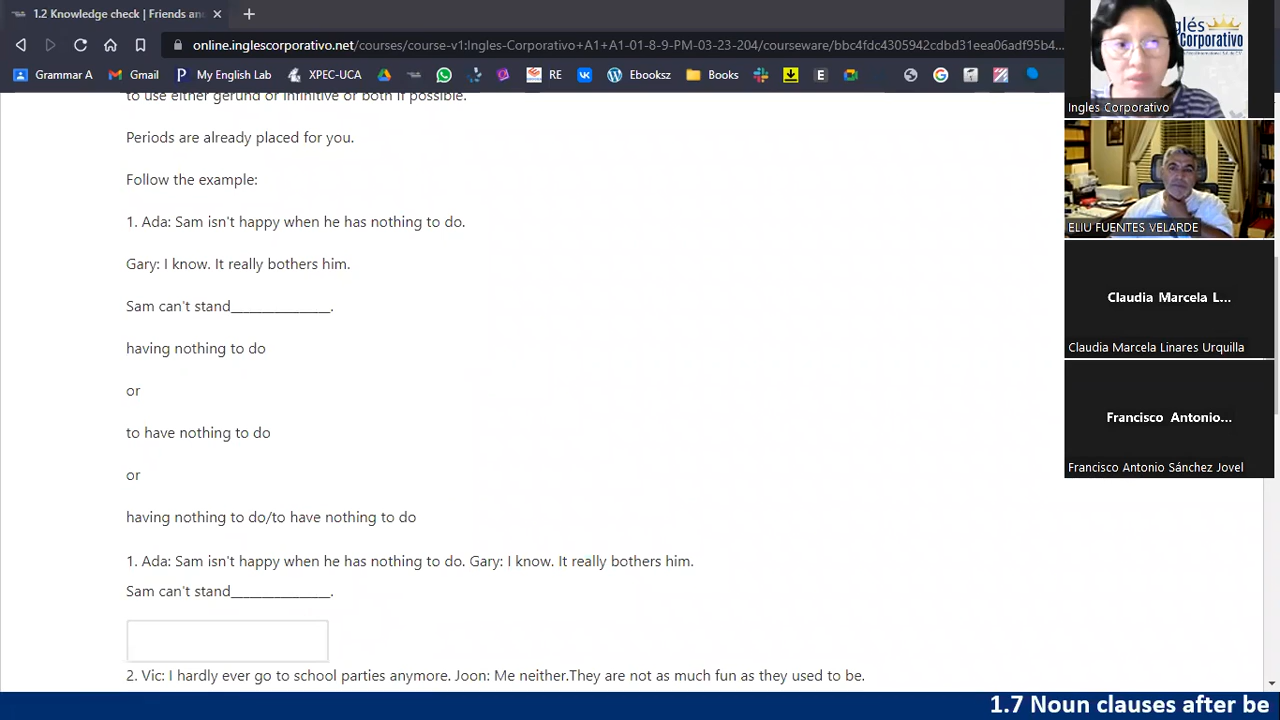 1.2 Knowledge check | Friends an
online.inglescorporativo.net/courses/course-v1:Ingles-Corporativo+A1+A1-01-8-9-PM-03-23-204/courseware/bbc4fdc4305942cdb1b1eea06adf95b4...
Grammar A
Gmail
My English Lab
XPEC-UCA
RE
Ebooksz
Books
to use either gerund or infinitive or both if possible.
Periods are already placed for you.
Follow the example:
1. Ada: Sam isn't happy when he has nothing to do.
Gary: I know. It really bothers him.
Sam can't stand_______________.
having nothing to do
or
to have nothing to do
or
having nothing to do/to have nothing to do
1. Ada: Sam isn't happy when he has nothing to do. Gary: I know. It really bothers him.
Sam can't stand_______________.
2. Vic: I hardly ever go to school parties anymore. Joon: Me neither.They are not as much fun as they used to be.
Corporativo
Ingles Corporativo
ELIU FUENTES VELARDE
Claudia Marcela L...
Claudia Marcela Linares Urquilla
Francisco Antonio...
Francisco Antonio Sánchez Jovel
1.7 Noun clauses after be